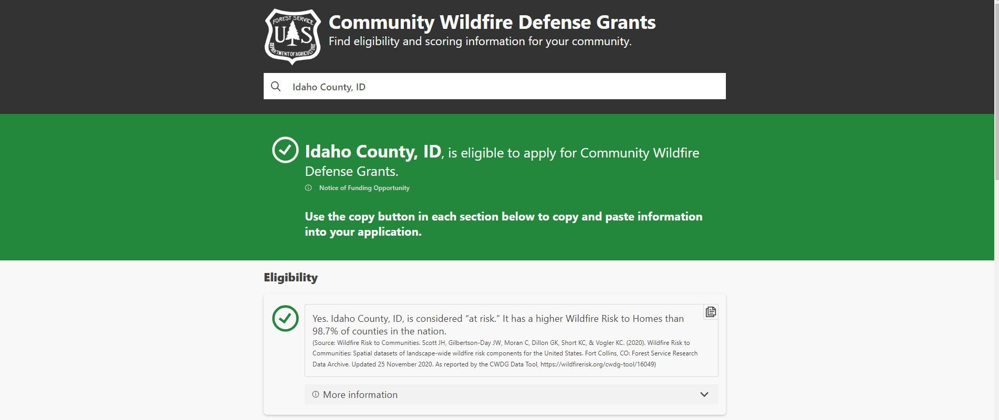 FOREST SERVICE
U S
DEPARTMENT OF AGRICULTURE
Community Wildfire Defense Grants
Find eligibility and scoring information for your community.
Idaho County, ID
Idaho County, ID, is eligible to apply for Community Wildfire
Defense Grants.
Notice of Funding Opportunity
Use the copy button in each section below to copy and paste information
into your application.
Eligibility
Yes. Idaho County, ID, is considered “at risk.” It has a higher Wildfire Risk to Homes than
98.7% of counties in the nation.
(Source: Wildfire Risk to Communities. Scott JH, Gilbertson-Day JW, Moran C, Dillon GK, Short KC, & Vogler KC. (2020). Wildfire Risk to
Communities: Spatial datasets of landscape-wide wildfire risk components for the United States. Fort Collins, CO: Forest Service Research
Data Archive. Updated 25 November 2020. As reported by the CWDG Data Tool, https://wildfirerisk.org/cwdg-tool/16049)
More information